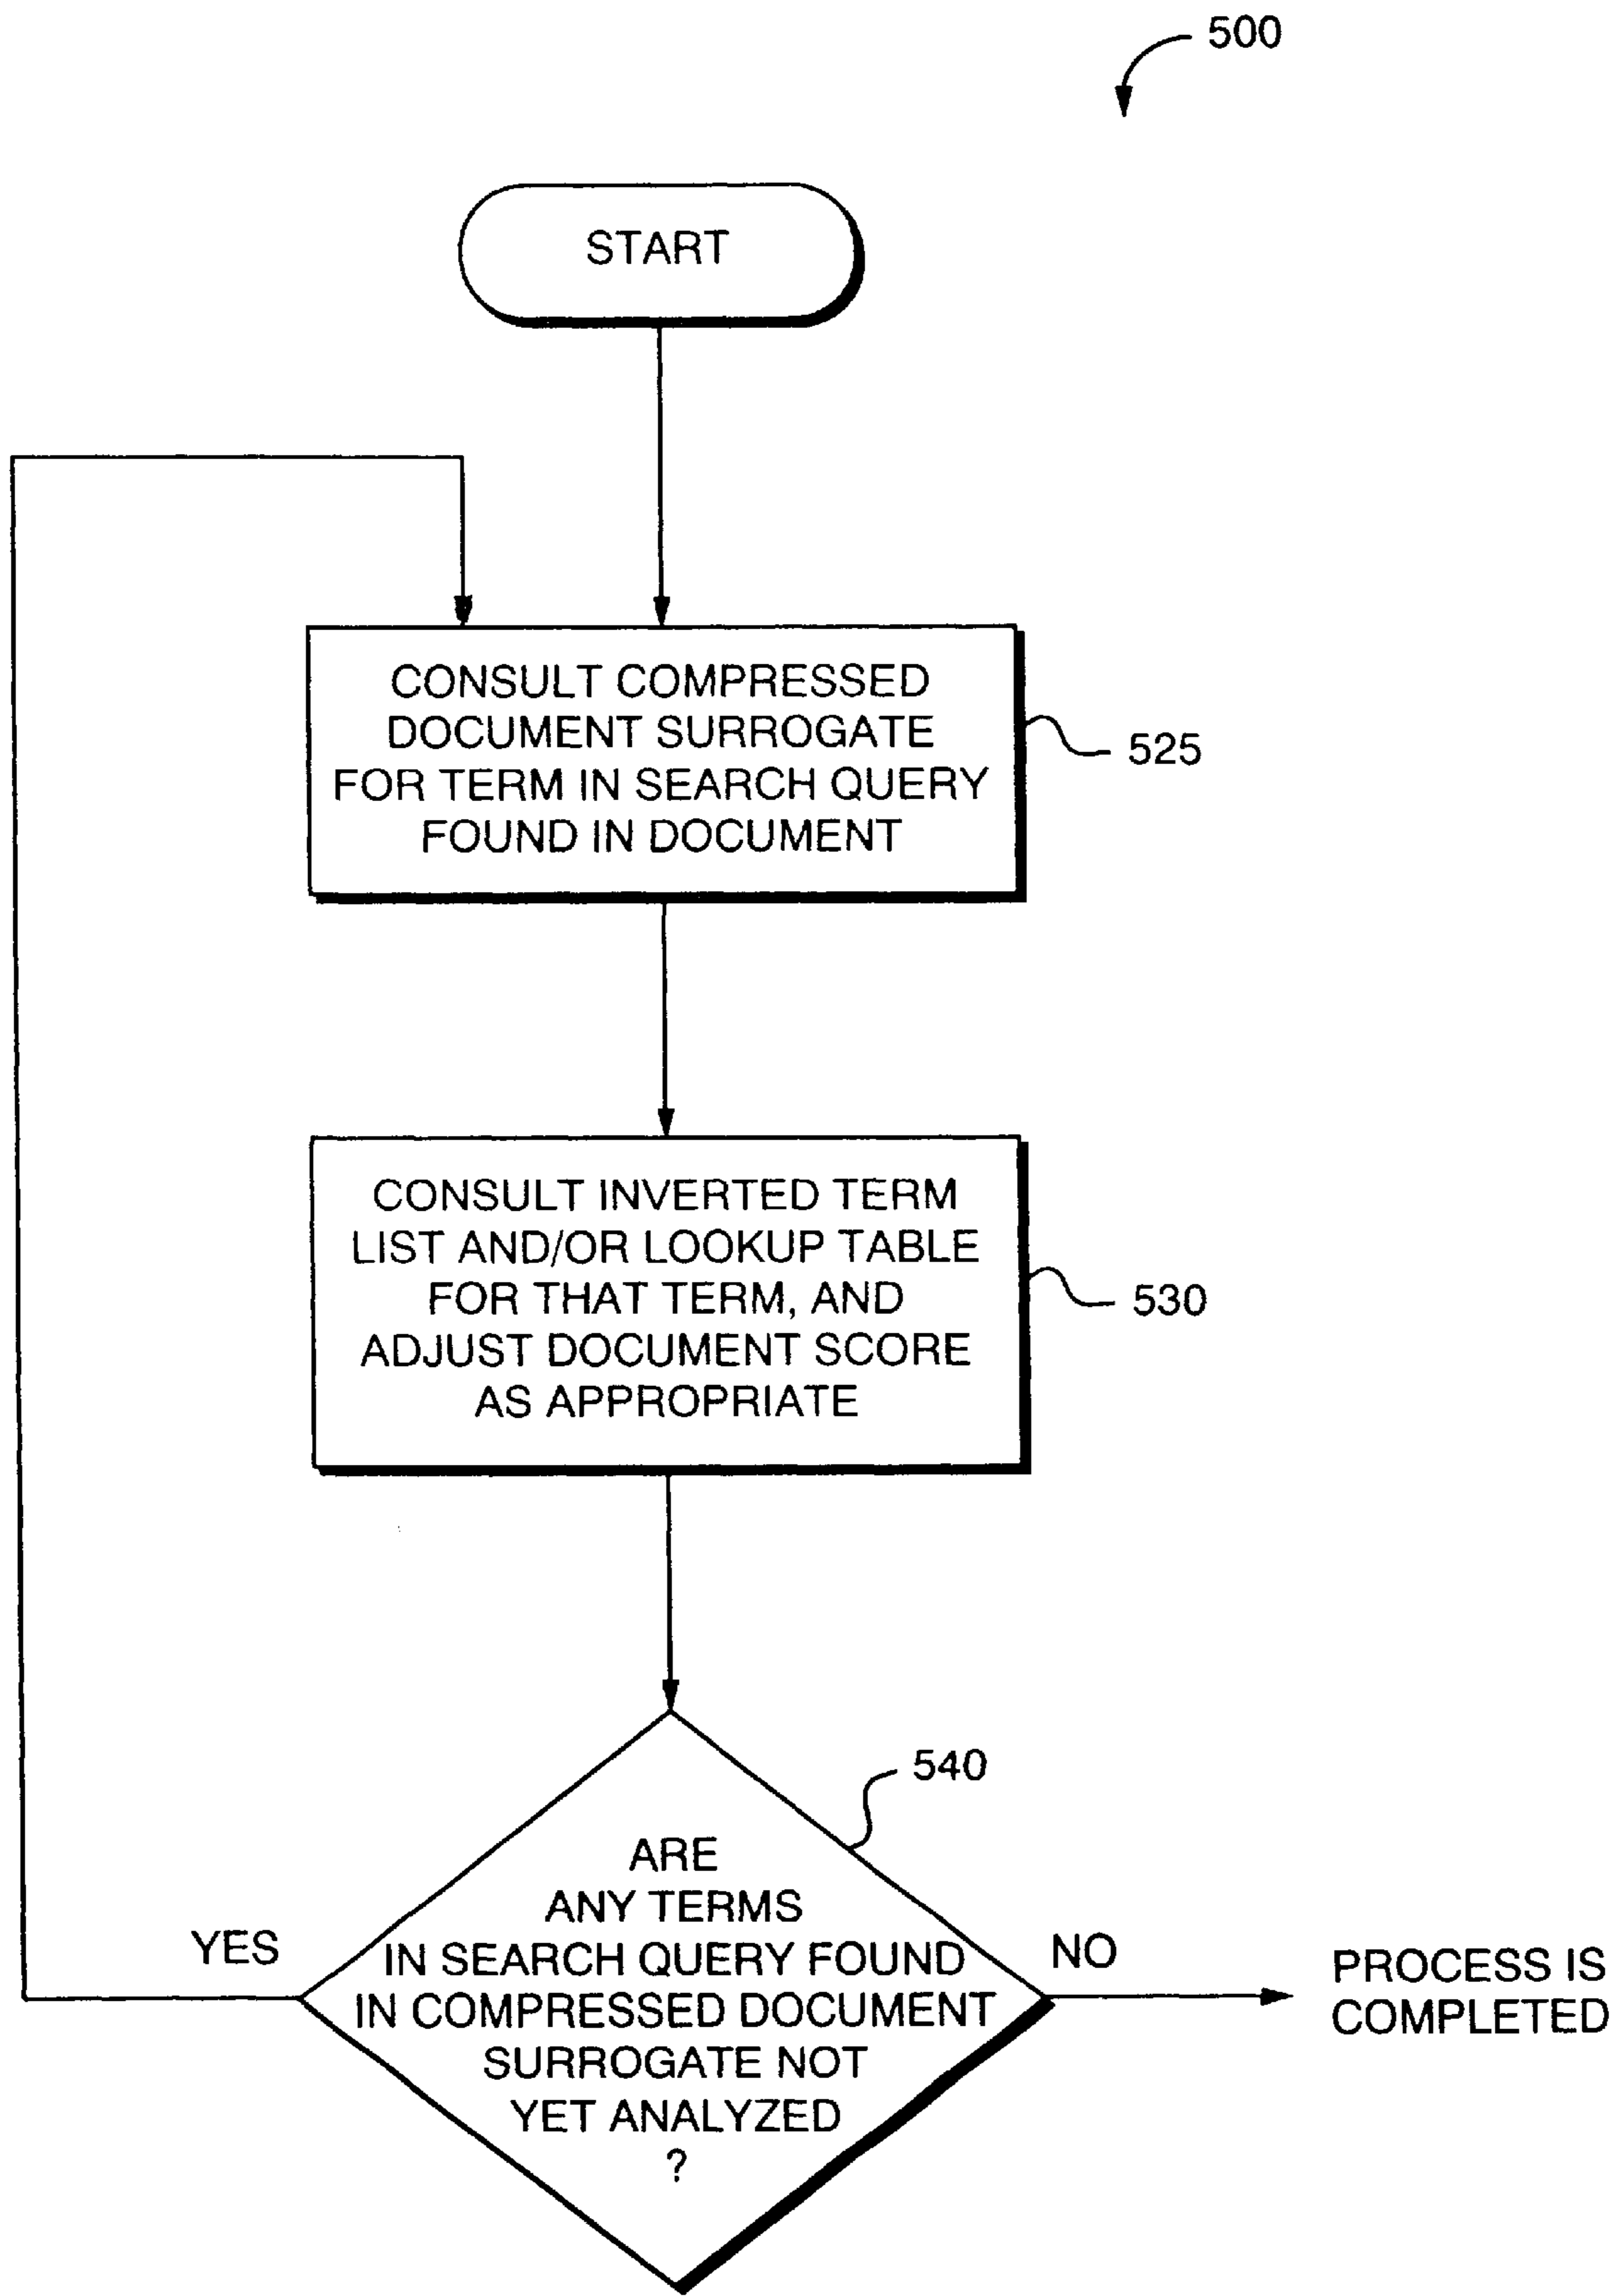 500
START
CONSULT COMPRESSED
DOCUMENT SURROGATE
FOR TERM IN SEARCH QUERY
FOUND IN DOCUMENT
525
CONSULT INVERTED TERM
LIST AND/OR LOOKUP TABLE
FOR THAT TERM, AND
ADJUST DOCUMENT SCORE
AS APPROPRIATE
530
540
ARE
ANY TERMS
IN SEARCH QUERY FOUND
IN COMPRESSED DOCUMENT
SURROGATE NOT
YET ANALYZED
?
YES
NO
PROCESS IS
COMPLETED